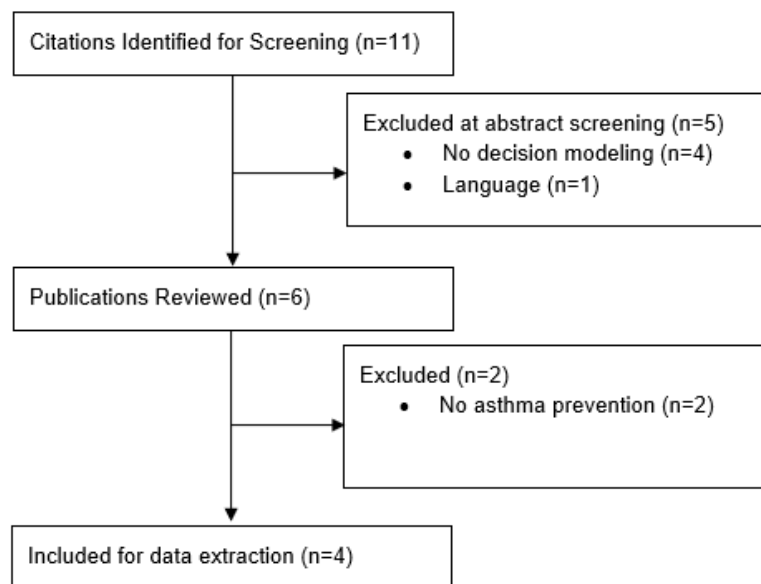 Citations Identified for Screening (n=11)
Excluded at abstract screening (n=5)
• No decision modeling (n=4)
• Language (n=1)
Publications Reviewed (n=6)
Excluded (n=2)
• No asthma prevention (n=2)
Included for data extraction (n=4)